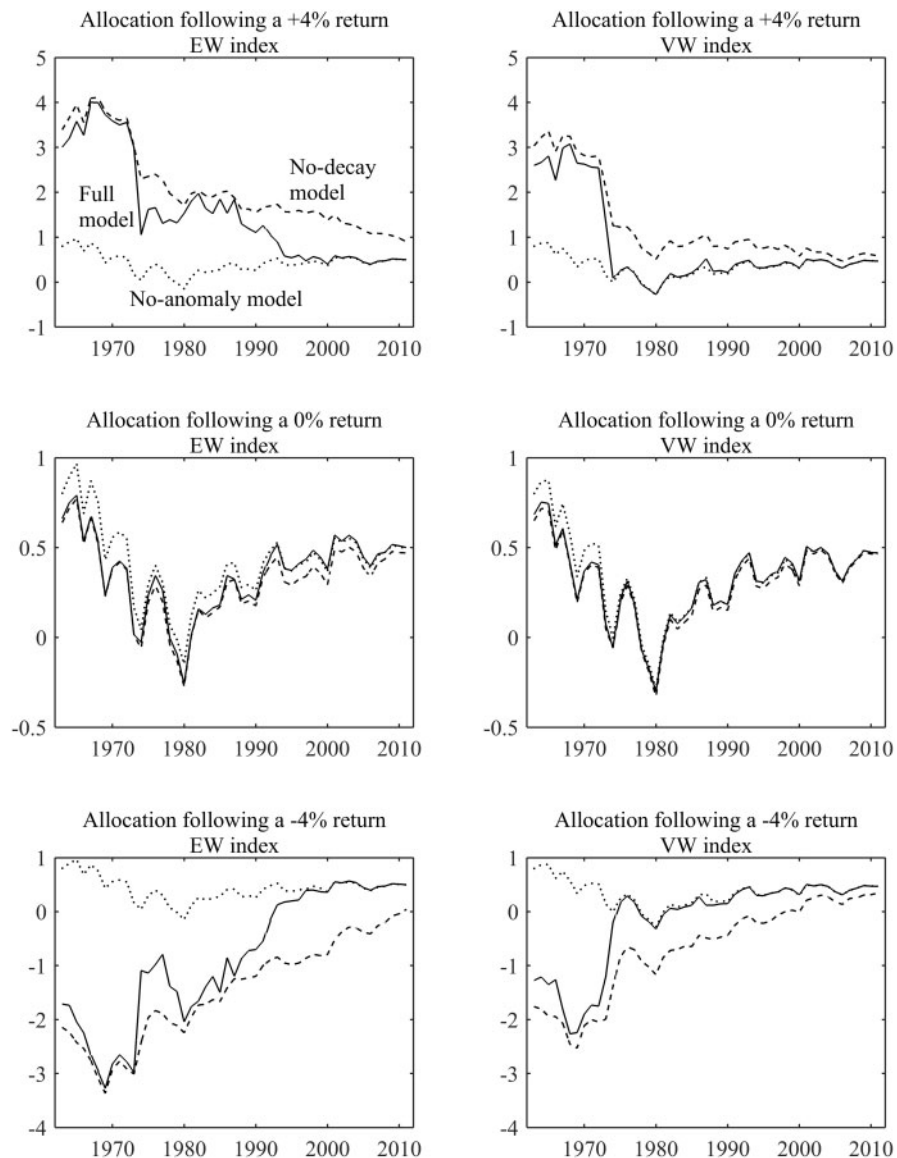 Allocation following a +4% return
EW index
5
4
3
2
1
0
-1
No-decay
model
Full
model
No-anomaly model
1970 1980 1990 2000 2010
Allocation following a +4% return
VW index
5
4
3
2
1
0
-1
1970 1980 1990 2000 2010
Allocation following a 0% return
EW index
1
0.5
0
-0.5
1970 1980 1990 2000 2010
Allocation following a 0% return
VW index
1
0.5
0
-0.5
1970 1980 1990 2000 2010
Allocation following a -4% return
EW index
1
0
-1
-2
-3
-4
1970 1980 1990 2000 2010
Allocation following a -4% return
VW index
1
0
-1
-2
-3
-4
1970 1980 1990 2000 2010